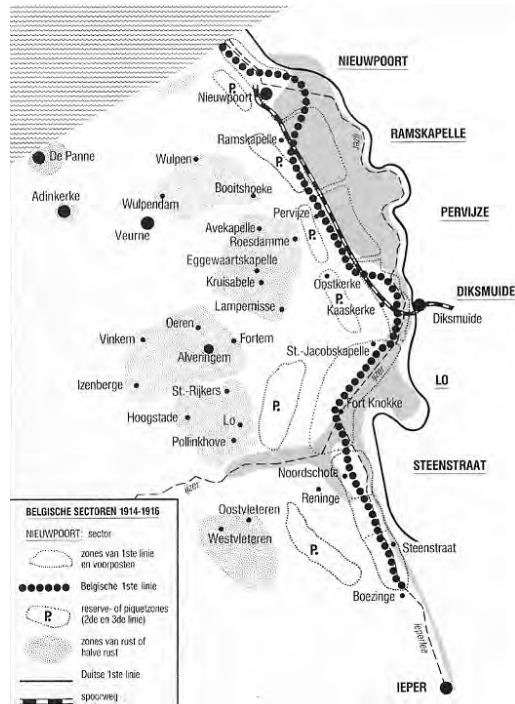 NIEUWPOORT
P.
Nieuwpoort
RAMSKAPELLE
IJzer
Ramskapelle
P.
De Panne
Wulpen
Adinkerke
Wulpendam
Booitshoeke
PERVIJZE
Veurne
Pervijze
Avekapelle
Roesdamme
P.
Eggewaartskapelle
Kruisabele
Oostkerke
P.
Kaaskerke
DIKSMUIDE
Diksmuide
Lampernisse
Oeren
Vinkem
Fortem
Alveringem
St.-Jacobskapelle
IJzer
LO
Izenberge
St.-Rijkers
P.
Fort Knokke
Hoogstade
Lo
Pollinkhove
STEENSTRAAT
Noordschote
IJzer
Reninge
Oostvleteren
Westvleteren
P.
Steenstraat
Boezinge
Ieperlee
IEPER
BELGISCHE SECTOREN 1914-1916
NIEUWPOORT: sector
zones van 1ste linie
en voorposten
Belgische 1ste linie
P.
reserve- of piquetzones
(2de en 3de linie)
zones van rust of
halve rust
Duitse 1ste linie
spoorweg